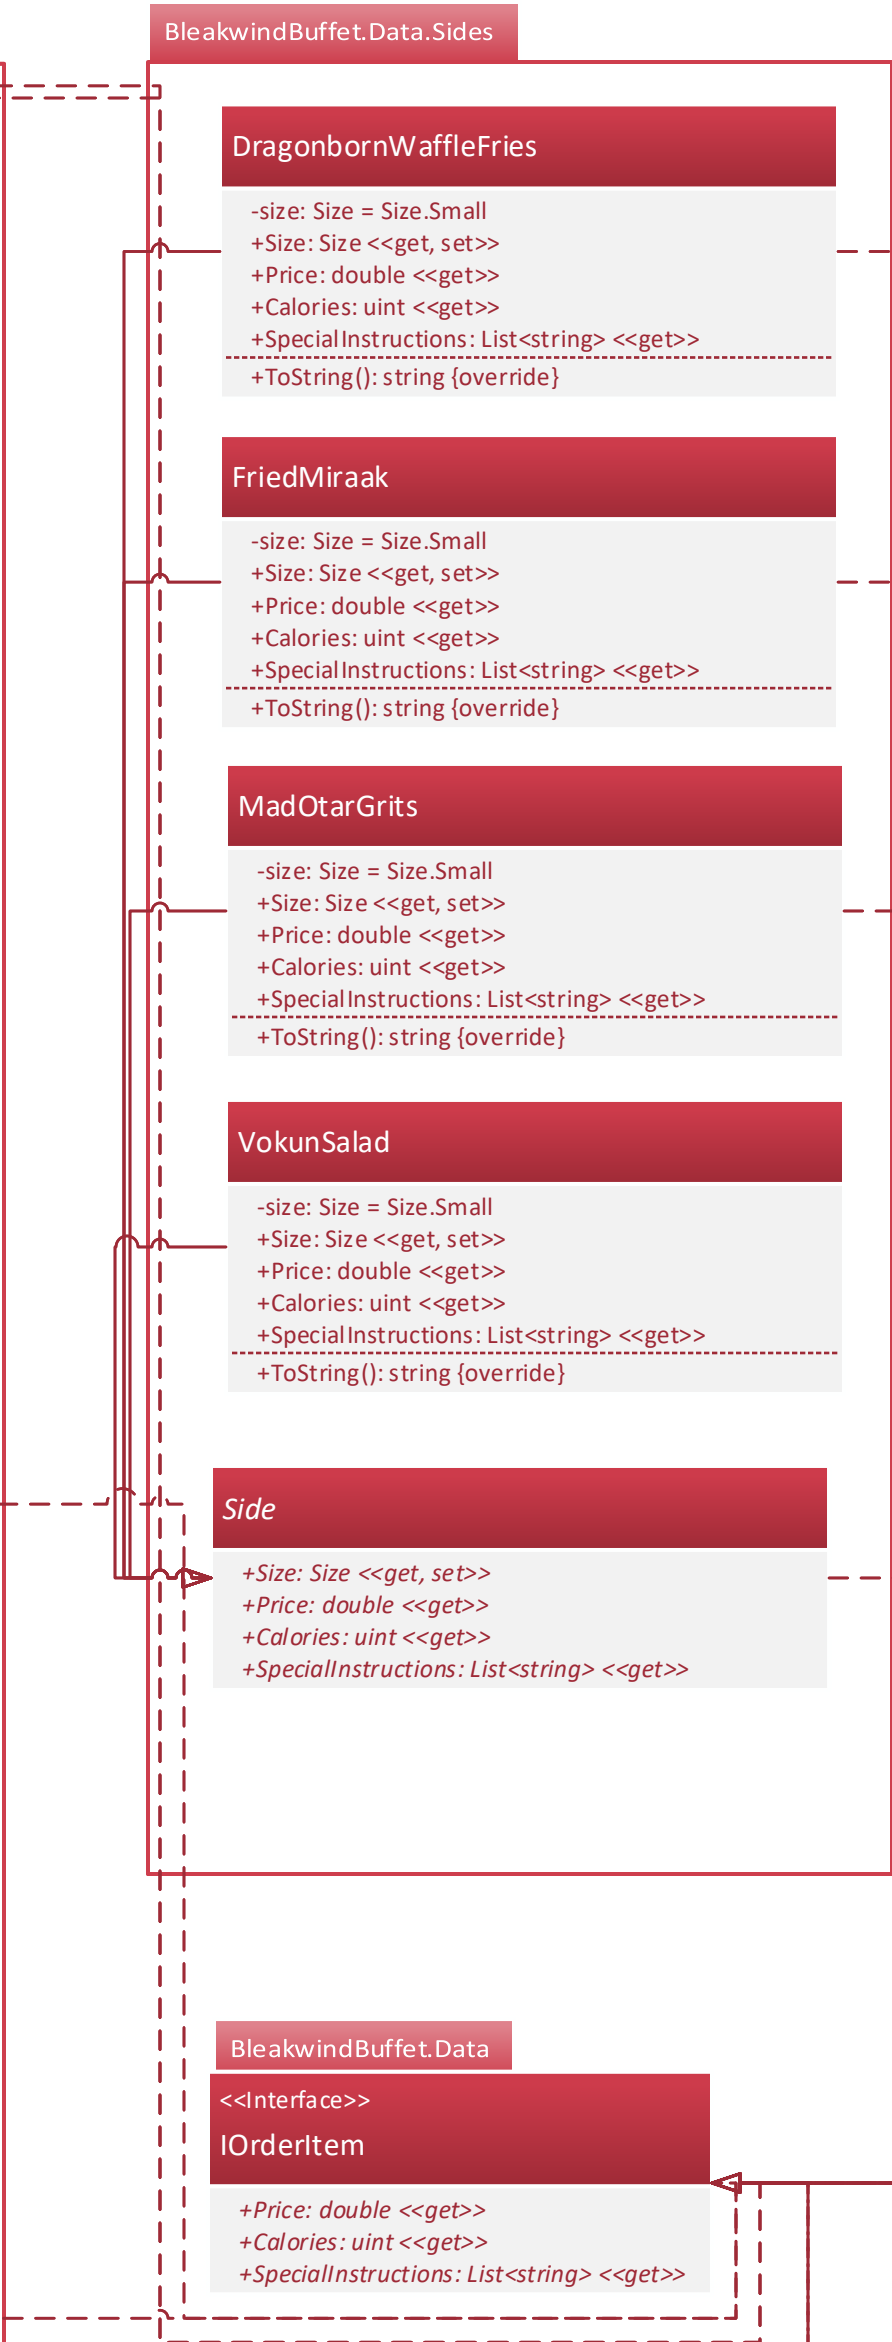 BleakwindBuffet.Data.Sides
DragonbornWaffleFries
-size: Size = Size.Small
+Size: Size <<get, set>>
+Price: double <<get>>
+Calories: uint <<get>>
+SpecialInstructions: List<string> <<get>>
+ToString(): string {override}
FriedMiraak
-size: Size = Size.Small
+Size: Size <<get, set>>
+Price: double <<get>>
+Calories: uint <<get>>
+SpecialInstructions: List<string> <<get>>
+ToString(): string {override}
MadOtarGrits
-size: Size = Size.Small
+Size: Size <<get, set>>
+Price: double <<get>>
+Calories: uint <<get>>
+SpecialInstructions: List<string> <<get>>
+ToString(): string {override}
VokunSalad
-size: Size = Size.Small
+Size: Size <<get, set>>
+Price: double <<get>>
+Calories: uint <<get>>
+SpecialInstructions: List<string> <<get>>
+ToString(): string {override}
Side
+Size: Size <<get, set>>
+Price: double <<get>>
+Calories: uint <<get>>
+SpecialInstructions: List<string> <<get>>
BleakwindBuffet.Data
<<Interface>>
IOrderItem
+Price: double <<get>>
+Calories: uint <<get>>
+SpecialInstructions: List<string> <<get>>